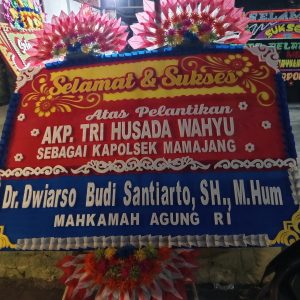 Selamat & Sukses
Atas Pelantikan
AKP. TRI HUSADA WAHYU
SEBAGAI KAPOLSEK MAMAJANG
Dr. Dwiarso Budi Santiarto, SH., M.Hum
MAHKAMAH AGUNG RI